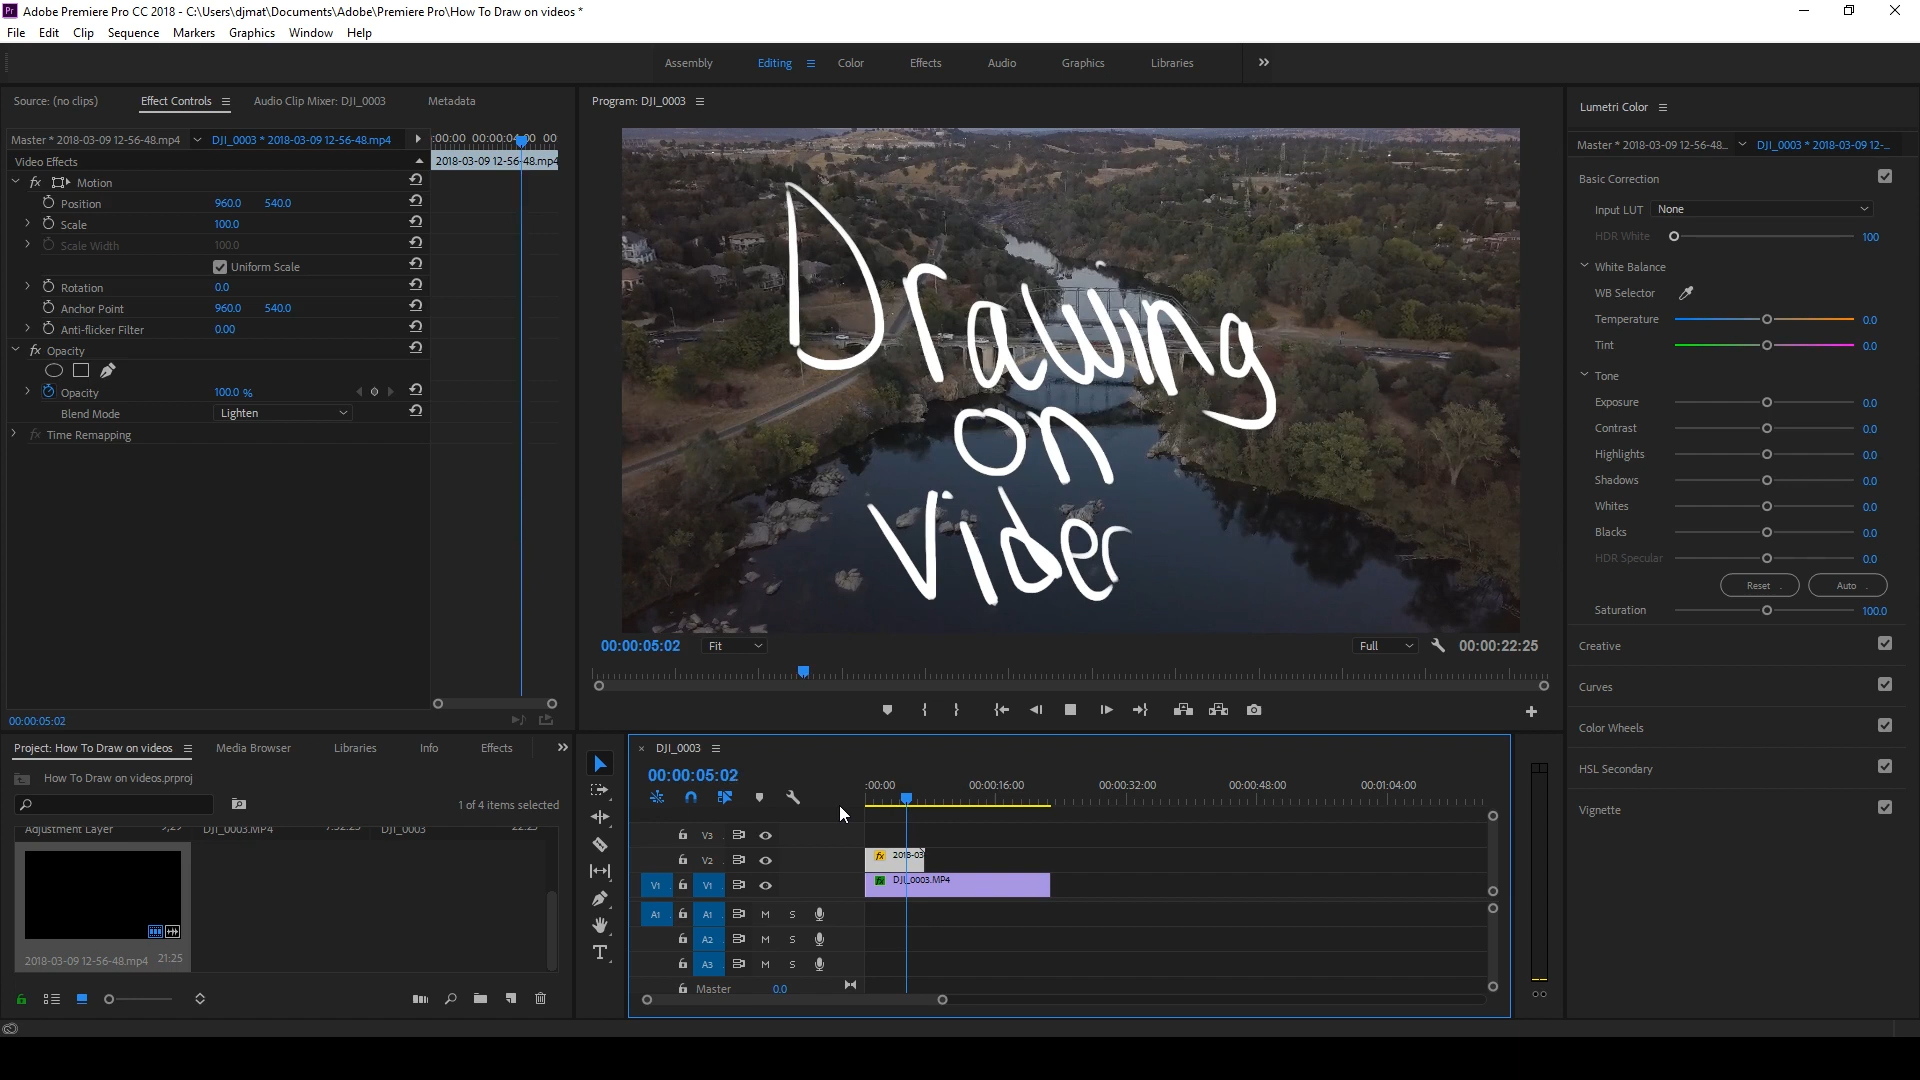 Adobe Premiere Pro CC 2018 - C:\Users\djmat\Documents\Adobe\Premiere Pro\How To Draw on videos *
File Edit Clip Sequence Markers Graphics Window Help
Assembly Editing Color Effects Audio Graphics Libraries
Source: (no clips) Effect Controls Audio Clip Mixer: DJI_0003 Metadata
Master * 2018-03-09 12-56-48.mp4 DJI_0003 * 2018-03-09 12-56-48.mp4
:00:00 00:00:04:00 00
Video Effects
2018-03-09 12-56-48.mp4
fx Motion
Position 960.0 540.0
Scale 100.0
Scale Width 100.0
Uniform Scale
Rotation 0.0
Anchor Point 960.0 540.0
Anti-flicker Filter 0.00
fx Opacity
Opacity 100.0 %
Blend Mode Lighten
fx Time Remapping
00:00:05:02
Program: DJI_0003
Drawing
on
Vider
00:00:05:02 Fit Full 00:00:22:25
Lumetri Color
Master * 2018-03-09 12-56-48... DJI_0003 * 2018-03-09 12-...
Basic Correction
Input LUT None
HDR White 100
White Balance
WB Selector
Temperature 0.0
Tint 0.0
Tone
Exposure 0.0
Contrast 0.0
Highlights 0.0
Shadows 0.0
Whites 0.0
Blacks 0.0
HDR Specular 0.0
Reset Auto
Saturation 100.0
Creative
Curves
Color Wheels
HSL Secondary
Vignette
Project: How To Draw on videos Media Browser Libraries Info Effects
How To Draw on videos.prproj
1 of 4 items selected
Adjustment Layer DJI_0003.MP4 DJI_0003 22:25
2018-03-09 12-56-48.mp4 21:25
DJI_0003
00:00:05:02
:00:00 00:00:16:00 00:00:32:00 00:00:48:00 00:01:04:00
V3
V2 fx 2018-03
V1 V1 fx DJI_0003.MP4
A1 A1 M S
A2 M S
A3 M S
Master 0.0